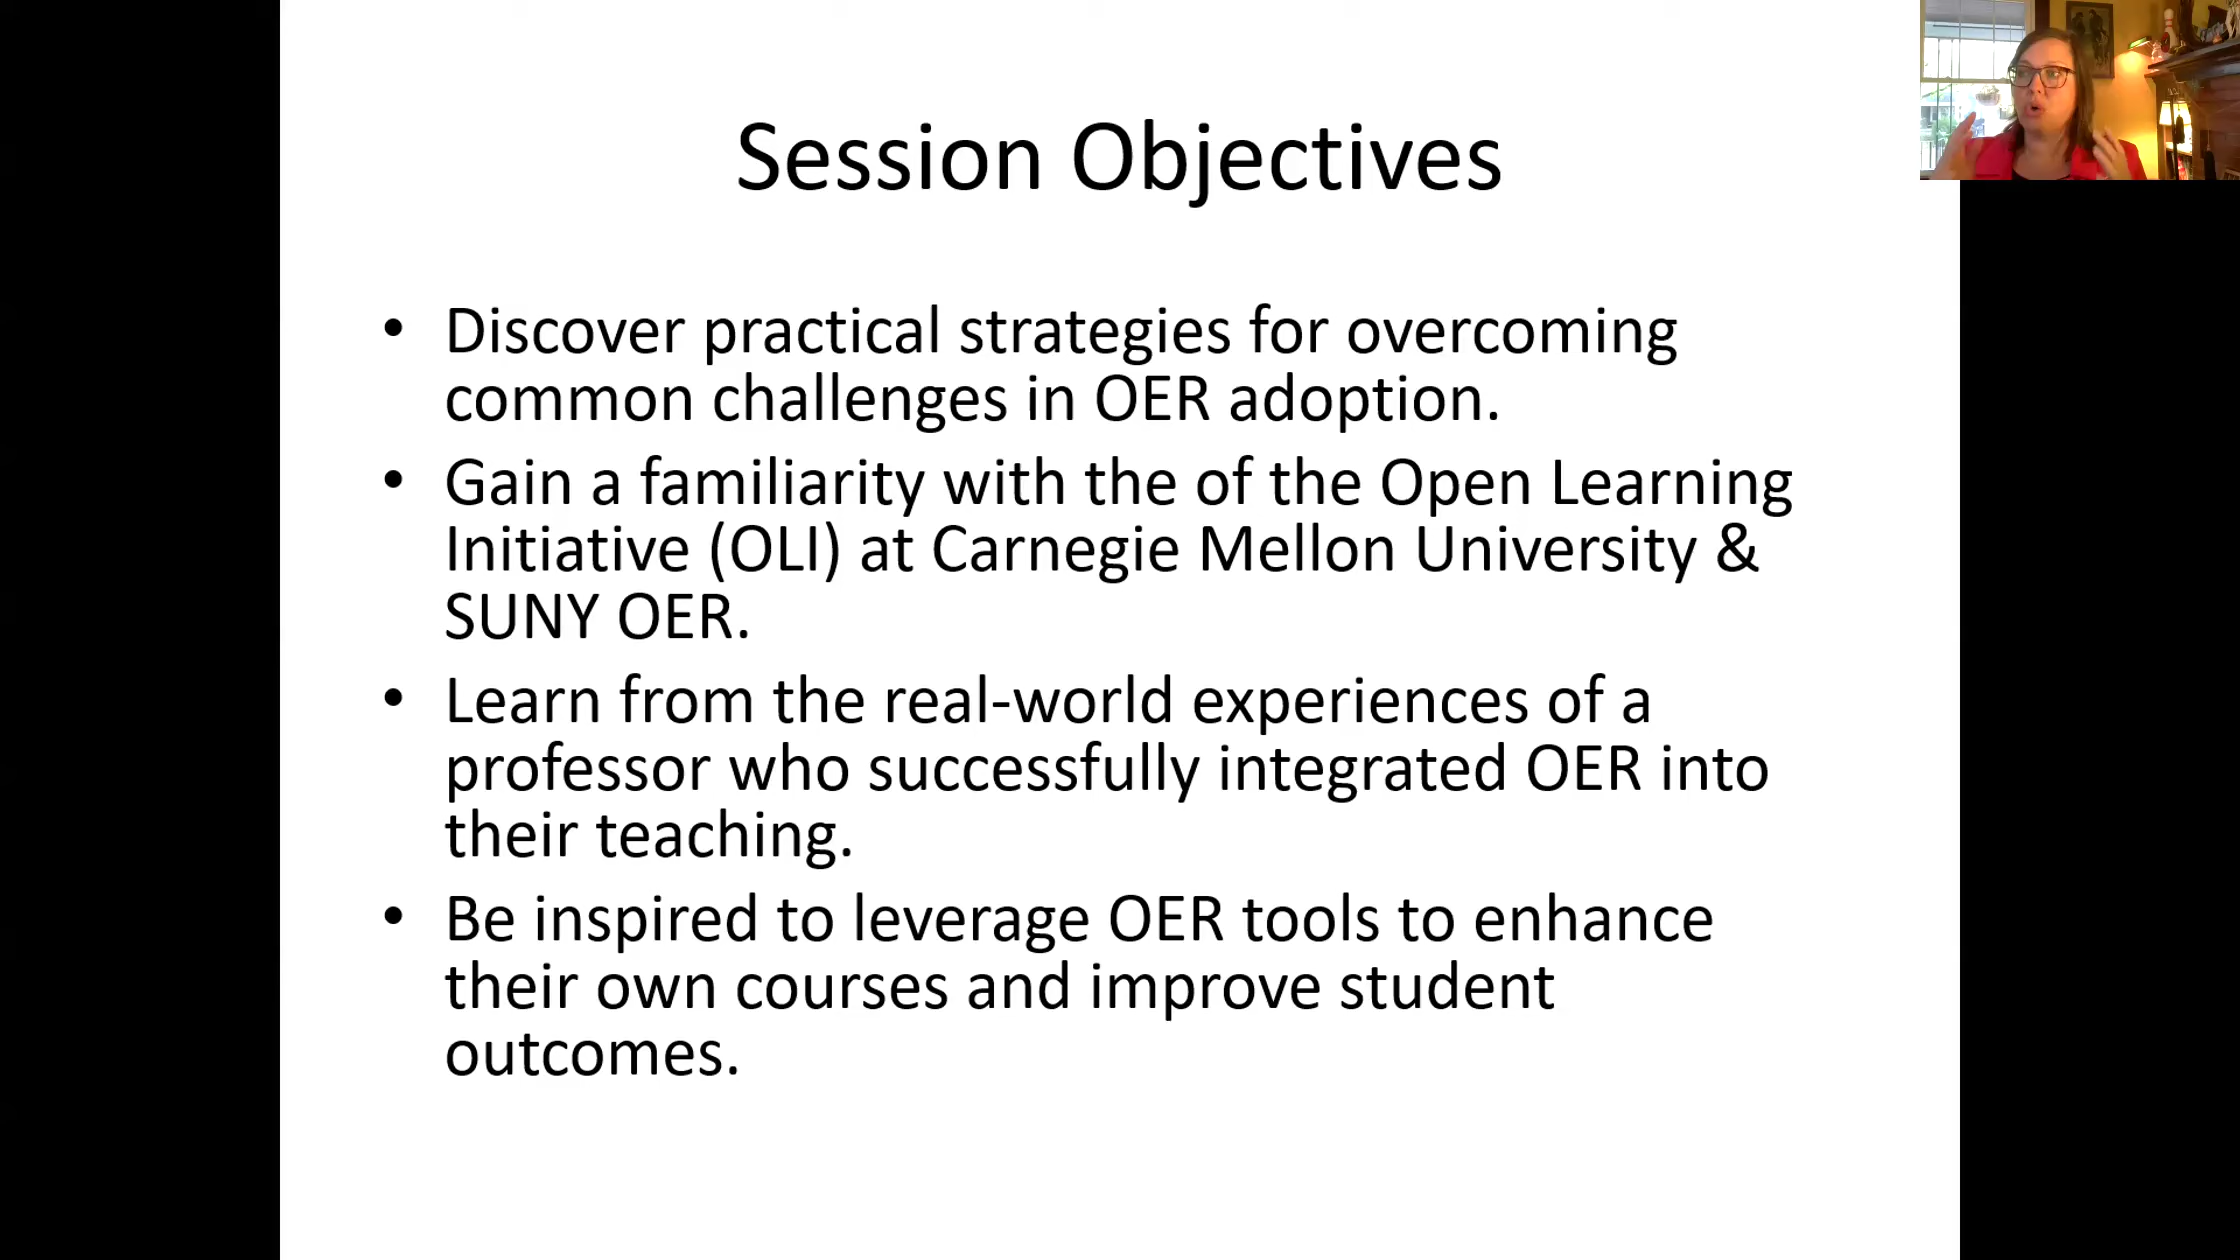 Session Objectives
• Discover practical strategies for overcoming
common challenges in OER adoption.
• Gain a familiarity with the of the Open Learning
Initiative (OLI) at Carnegie Mellon University &
SUNY OER.
• Learn from the real-world experiences of a
professor who successfully integrated OER into
their teaching.
• Be inspired to leverage OER tools to enhance
their own courses and improve student
outcomes.